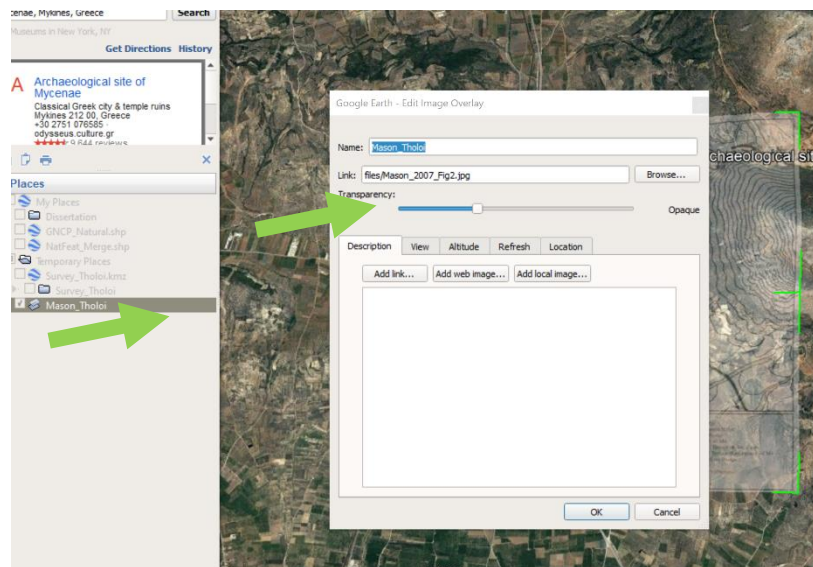 cenae, Mykines, Greece
Search
Museums in New York, NY
Get Directions History
A Archaeological site of
Mycenae
Classical Greek city & temple ruins
Mykines 212 00, Greece
+30 2751 076585 ·
odysseus.culture.gr
9,644 reviews
Places
My Places
Dissertation
GNCP_Natural.shp
NatFeat_Merge.shp
Temporary Places
Survey_Tholoi.kmz
Survey_Tholoi
Mason_Tholoi
Google Earth - Edit Image Overlay
Name: Mason_Tholoi
Link: files/Mason_2007_Fig2.jpg
Browse...
Transparency:
Opaque
Description View Altitude Refresh Location
Add link... Add web image... Add local image...
OK Cancel
chaeological sit